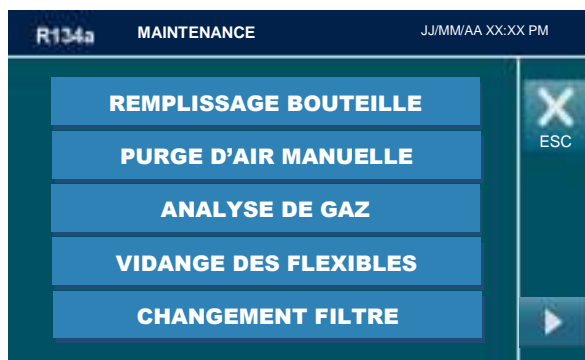 R134a MAINTENANCE JJ/MM/AA XX:XX PM
REMPLISSAGE BOUTEILLE
ESC
PURGE D'AIR MANUELLE
ANALYSE DE GAZ
VIDANGE DES FLEXIBLES
CHANGEMENT FILTRE